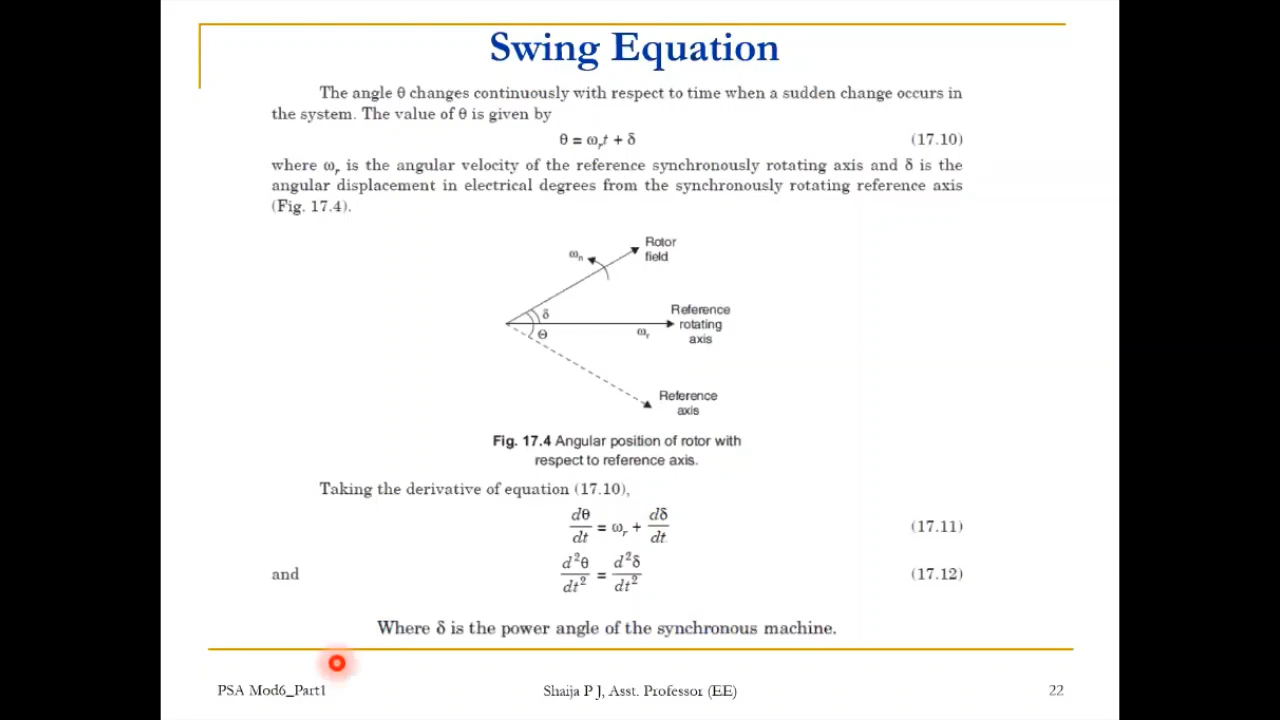 Swing Equation
The angle θ changes continuously with respect to time when a sudden change occurs in
the system. The value of θ is given by
θ = ωᵣt + δ (17.10)
where ωᵣ is the angular velocity of the reference synchronously rotating axis and δ is the
angular displacement in electrical degrees from the synchronously rotating reference axis
(Fig. 17.4).
Rotor
field
ωₙ
δ
Reference
rotating
axis
ωᵣ
Θ
Reference
axis
Fig. 17.4 Angular position of rotor with
respect to reference axis.
Taking the derivative of equation (17.10),
dθ/dt = ωᵣ + dδ/dt (17.11)
and d²θ/dt² = d²δ/dt² (17.12)
Where δ is the power angle of the synchronous machine.
PSA Mod6_Part1 Shaija P J, Asst. Professor (EE) 22